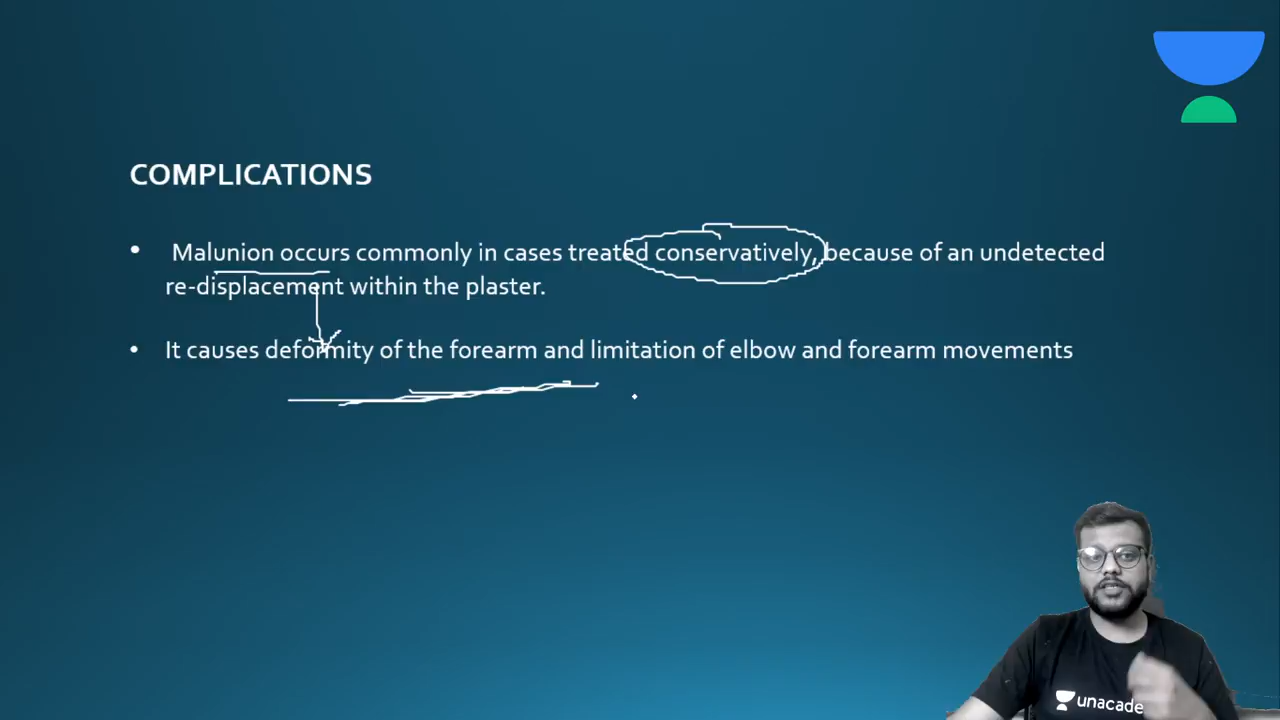 COMPLICATIONS
• Malunion occurs commonly in cases treated conservatively, because of an undetected
re-displacement within the plaster.
• It causes deformity of the forearm and limitation of elbow and forearm movements
unacade